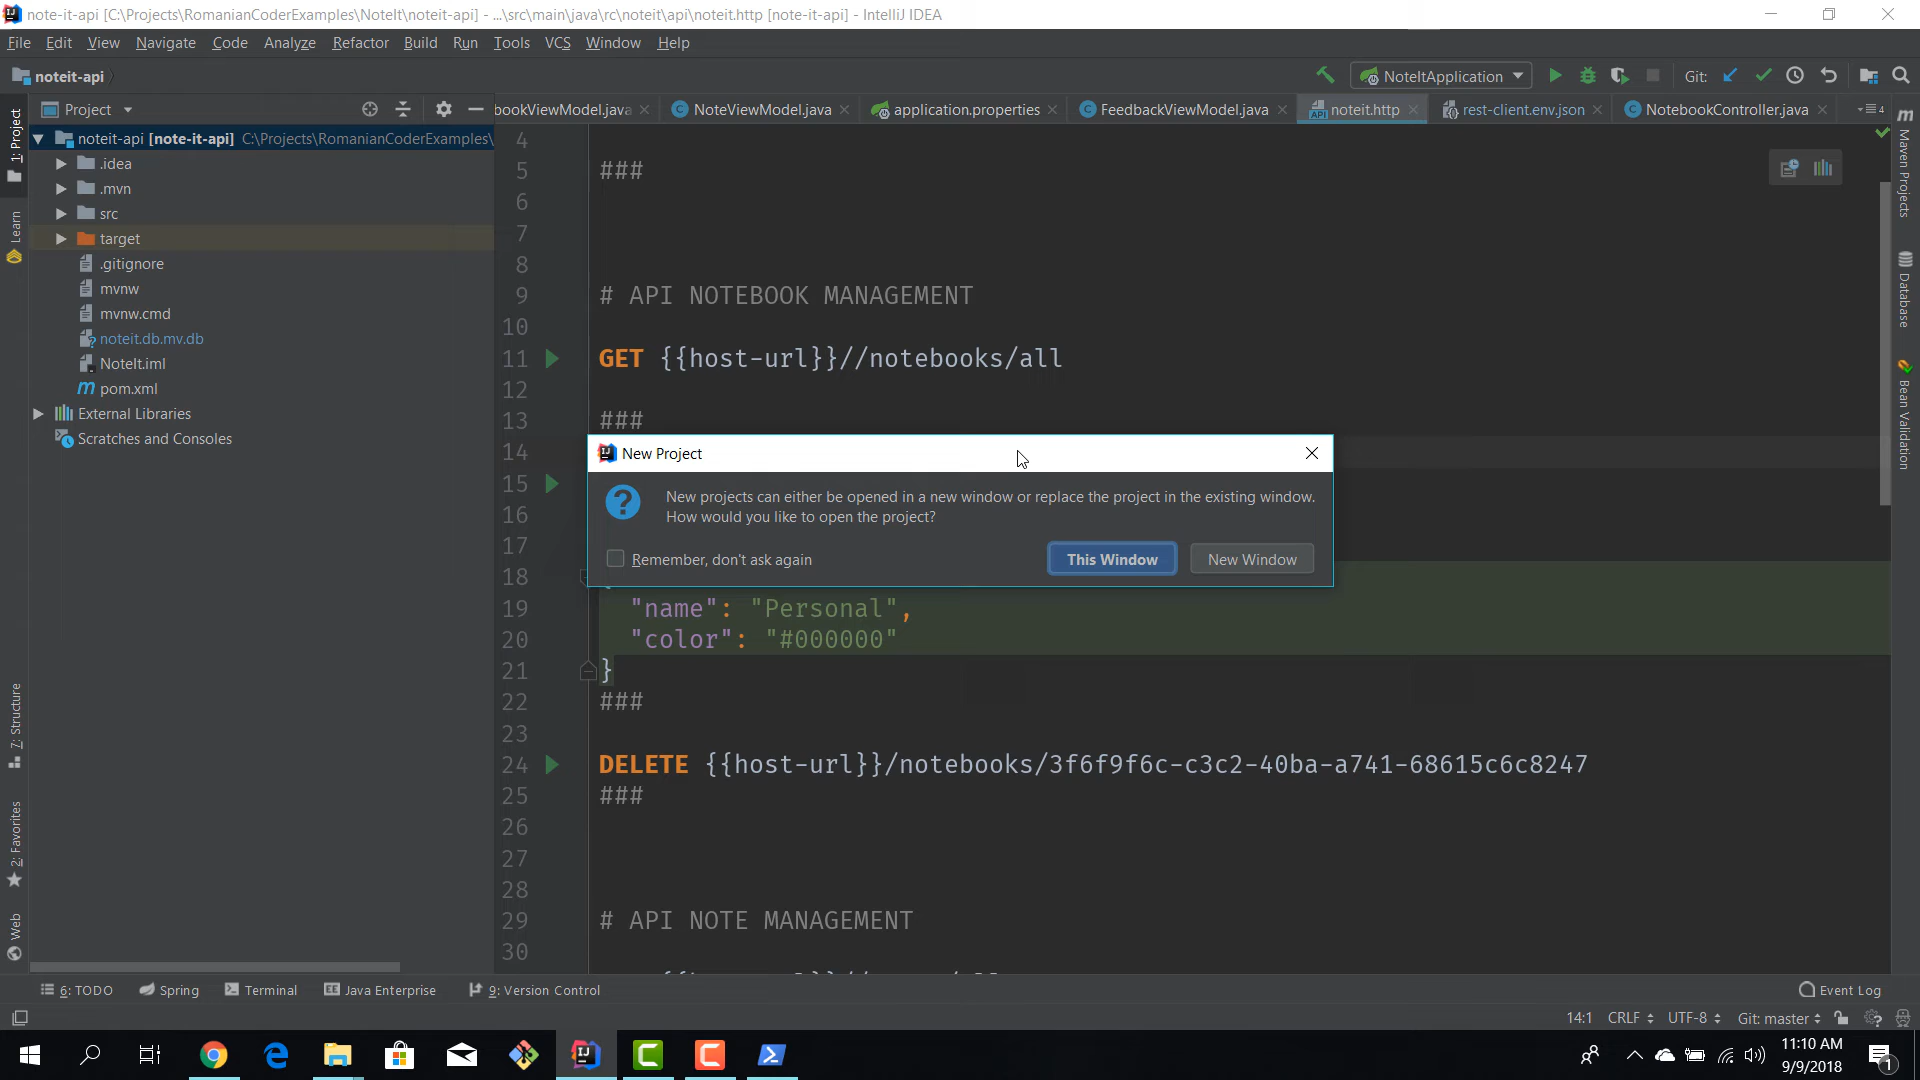 note-it-api [C:\Projects\RomanianCoderExamples\NoteIt\noteit-api] - ...\src\main\java\rc\noteit\api\noteit.http [note-it-api] - IntelliJ IDEA
File Edit View Navigate Code Analyze Refactor Build Run Tools VCS Window Help
noteit-api
NoteItApplication
Git:
Project
bookViewModel.java
NoteViewModel.java
application.properties
FeedbackViewModel.java
noteit.http
rest-client.env.json
NotebookController.java
4
1: Project
Learn
7: Structure
2: Favorites
Web
noteit-api [note-it-api] C:\Projects\RomanianCoderExamples\
.idea
.mvn
src
target
.gitignore
mvnw
mvnw.cmd
noteit.db.mv.db
NoteIt.iml
pom.xml
External Libraries
Scratches and Consoles
4
5 ###
6
7
8
9 # API NOTEBOOK MANAGEMENT
10
11 GET {{host-url}}//notebooks/all
12
13 ###
14
15
16
17
18
19 "name": "Personal",
20 "color": "#000000"
21 }
22 ###
23
24 DELETE {{host-url}}/notebooks/3f6f9f6c-c3c2-40ba-a741-68615c6c8247
25 ###
26
27
28
29 # API NOTE MANAGEMENT
30
New Project
New projects can either be opened in a new window or replace the project in the existing window.
How would you like to open the project?
Remember, don't ask again
This Window
New Window
Maven Projects
Database
Bean Validation
6: TODO
Spring
Terminal
Java Enterprise
9: Version Control
Event Log
14:1 CRLF UTF-8 Git: master
11:10 AM
9/9/2018
1